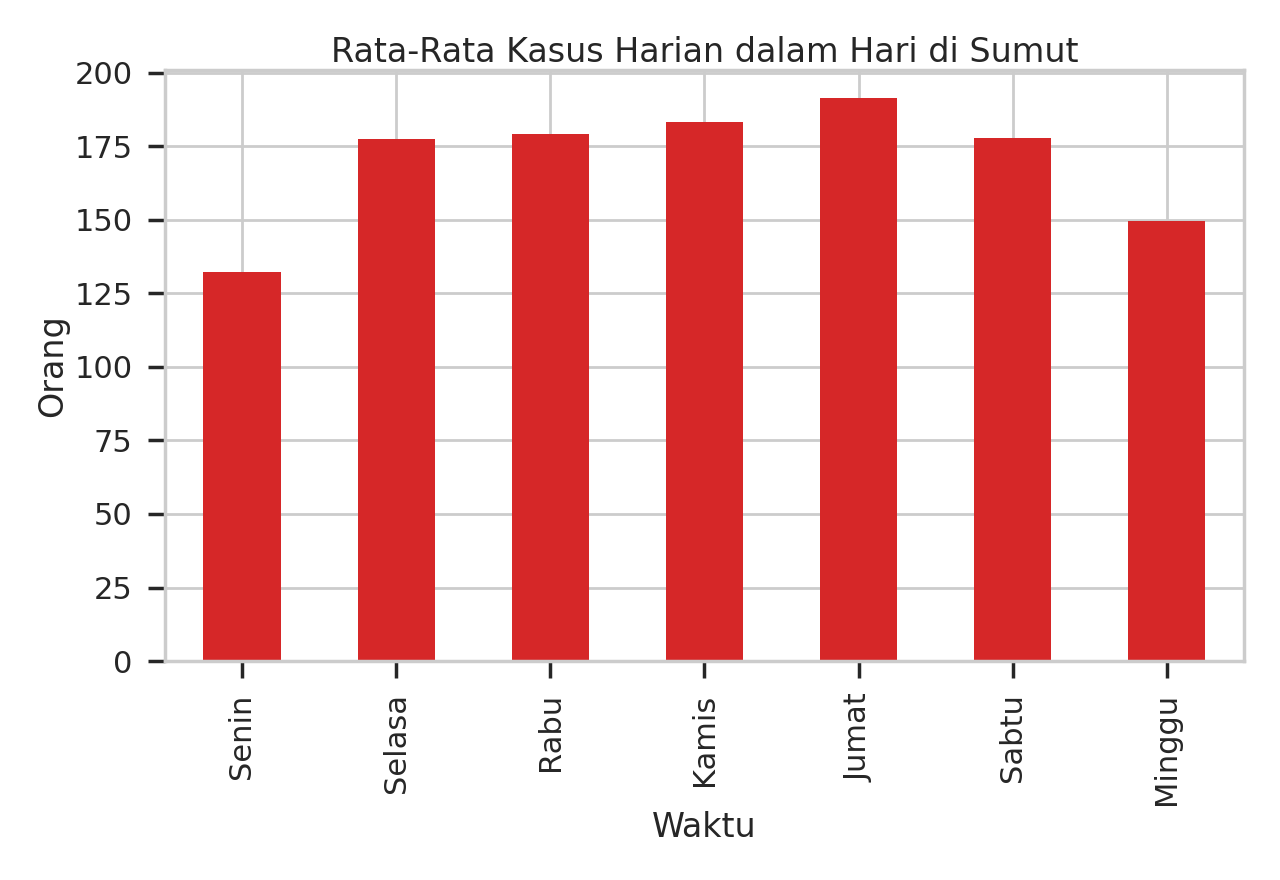 Rata-Rata Kasus Harian dalam Hari di Sumut
Orang
200
175
150
125
100
75
50
25
0
Senin
Selasa
Rabu
Kamis
Jumat
Sabtu
Minggu
Waktu